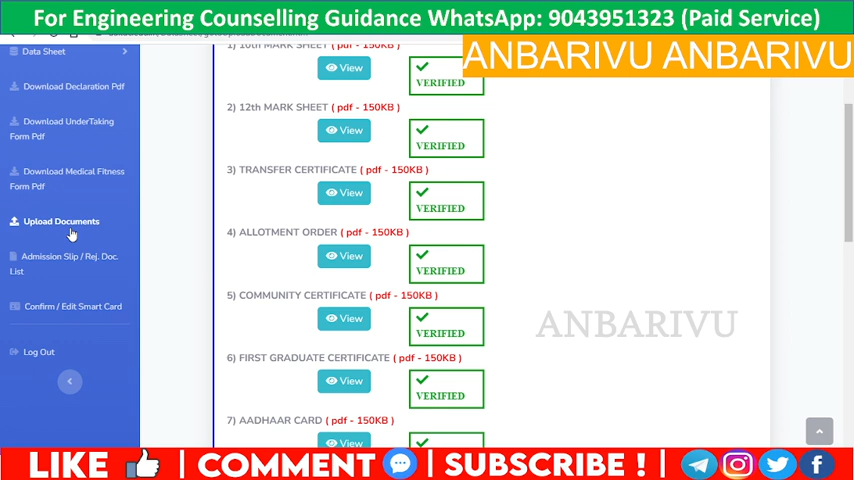 For Engineering Counselling Guidance WhatsApp: 9043951323 (Paid Service)
ANBARIVU ANBARIVU
Data Sheet
Download Declaration Pdf
Download UnderTaking
Form Pdf
Download Medical Fitness
Form Pdf
Upload Documents
Admission Slip / Rej. Doc.
List
Confirm / Edit Smart Card
Log Out
1) 10th MARK SHEET ( pdf - 150KB )
View
VERIFIED
2) 12th MARK SHEET ( pdf - 150KB )
View
VERIFIED
3) TRANSFER CERTIFICATE ( pdf - 150KB )
View
VERIFIED
4) ALLOTMENT ORDER ( pdf - 150KB )
View
VERIFIED
5) COMMUNITY CERTIFICATE ( pdf - 150KB )
View
VERIFIED
ANBARIVU
6) FIRST GRADUATE CERTIFICATE ( pdf - 150KB )
View
VERIFIED
7) AADHAAR CARD ( pdf - 150KB )
View
LIKE | COMMENT | SUBSCRIBE ! |